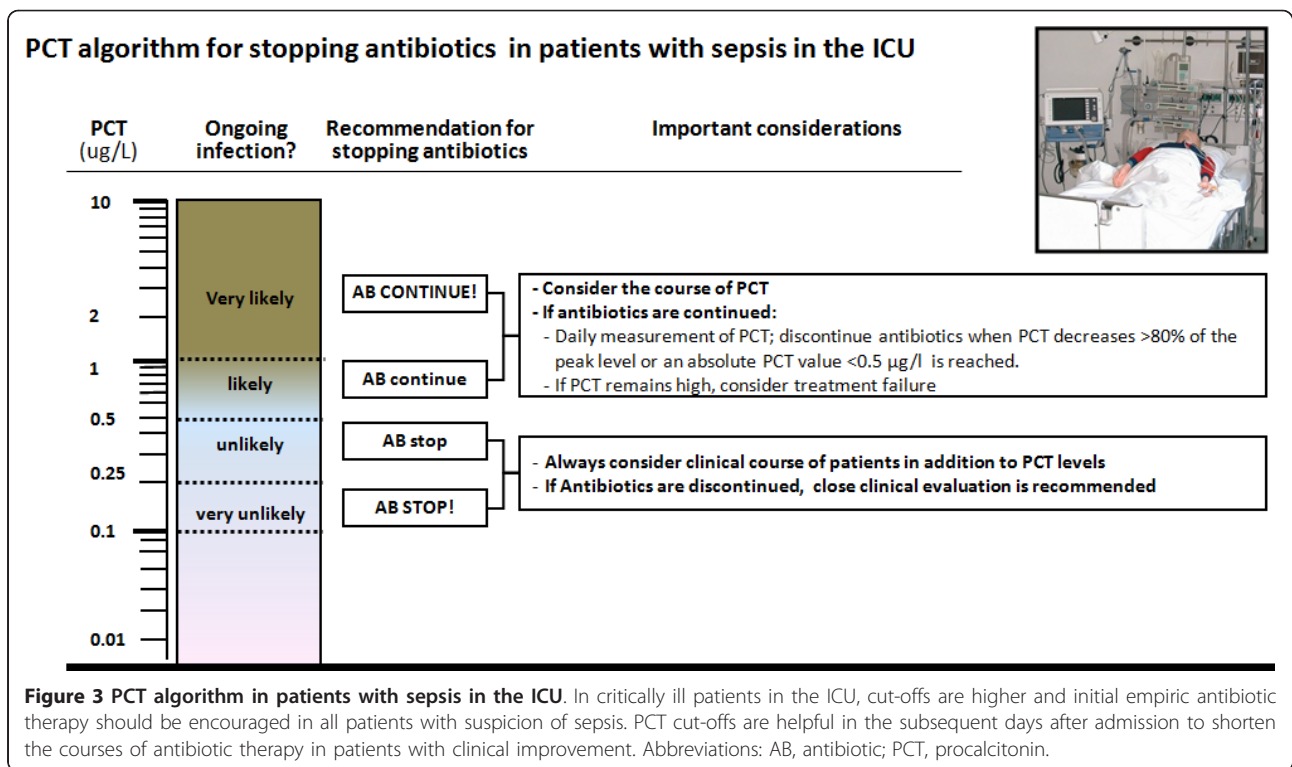 PCT algorithm for stopping antibiotics in patients with sepsis in the ICU
PCT
(ug/L)
Ongoing
infection?
Recommendation for
stopping antibiotics
Important considerations
10
2
1
0.5
0.25
0.1
0.01
Very likely
likely
unlikely
very unlikely
AB CONTINUE!
AB continue
AB stop
AB STOP!
- Consider the course of PCT
- If antibiotics are continued:
- Daily measurement of PCT; discontinue antibiotics when PCT decreases >80% of the
peak level or an absolute PCT value <0.5 µg/l is reached.
- If PCT remains high, consider treatment failure
- Always consider clinical course of patients in addition to PCT levels
- If Antibiotics are discontinued, close clinical evaluation is recommended
Figure 3 PCT algorithm in patients with sepsis in the ICU. In critically ill patients in the ICU, cut-offs are higher and initial empiric antibiotic
therapy should be encouraged in all patients with suspicion of sepsis. PCT cut-offs are helpful in the subsequent days after admission to shorten
the courses of antibiotic therapy in patients with clinical improvement. Abbreviations: AB, antibiotic; PCT, procalcitonin.